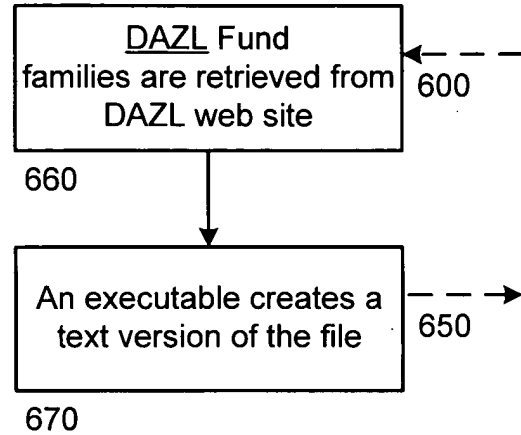 DAZL Fund
families are retrieved from
DAZL web site
600
660
An executable creates a
text version of the file
650
670